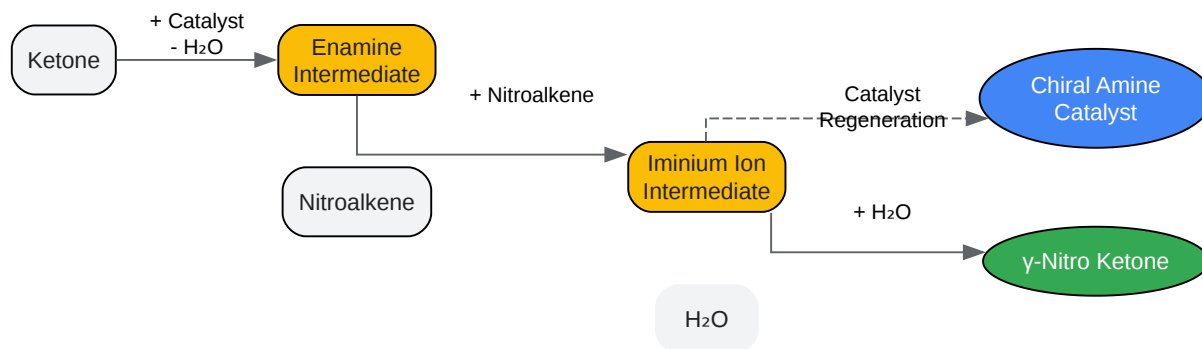 + Catalyst
- H₂O
Ketone
Enamine
Intermediate
+ Nitroalkene
Nitroalkene
Catalyst
Regeneration
Chiral Amine
Catalyst
Iminium Ion
Intermediate
+ H₂O
γ-Nitro Ketone
H₂O